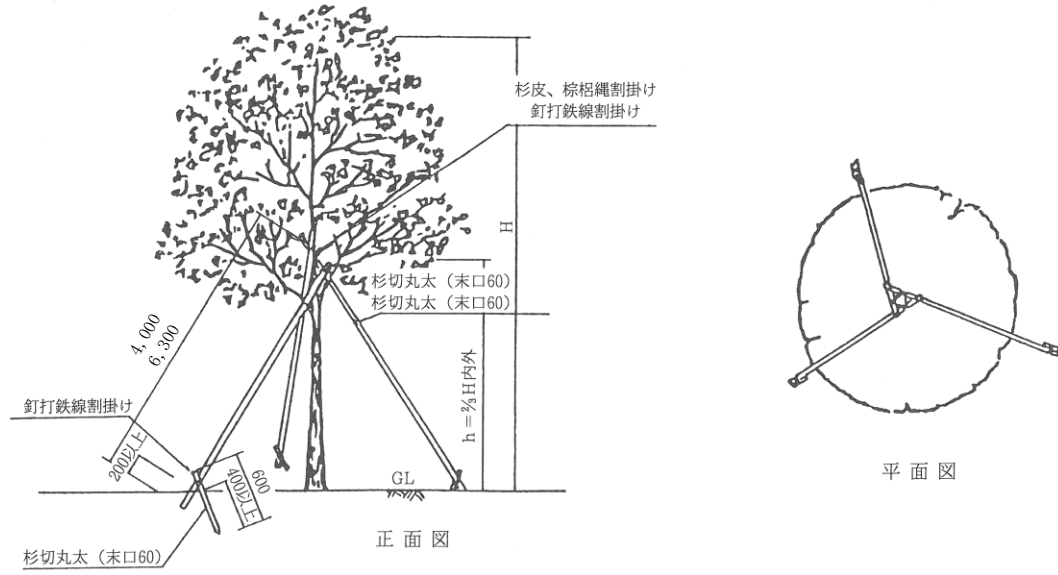 杉皮、棕梠縄割掛け
釘打鉄線割掛け
H
杉切丸太(末口60)
杉切丸太(末口60)
4,000
6,300
h=⅔H内外
釘打鉄線割掛け
200以上
600
400以上
GL
杉切丸太(末口60)
正面図
平面図